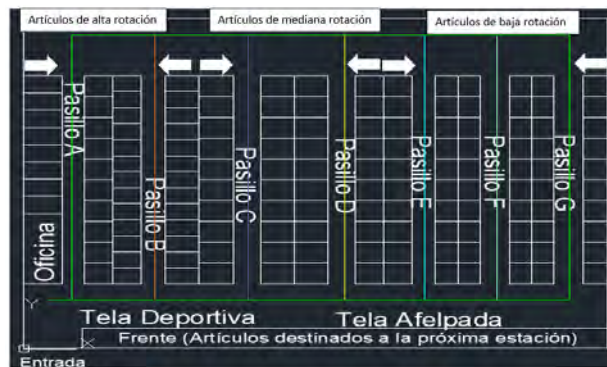 Artículos de alta rotación
Artículos de mediana rotación
Artículos de baja rotación
Pasillo A
Pasillo B
Pasillo C
Pasillo D
Pasillo E
Pasillo F
Pasillo G
Oficina
Y
Tela Deportiva
Tela Afelpada
X
Frente (Artículos destinados a la próxima estación)
Entrada